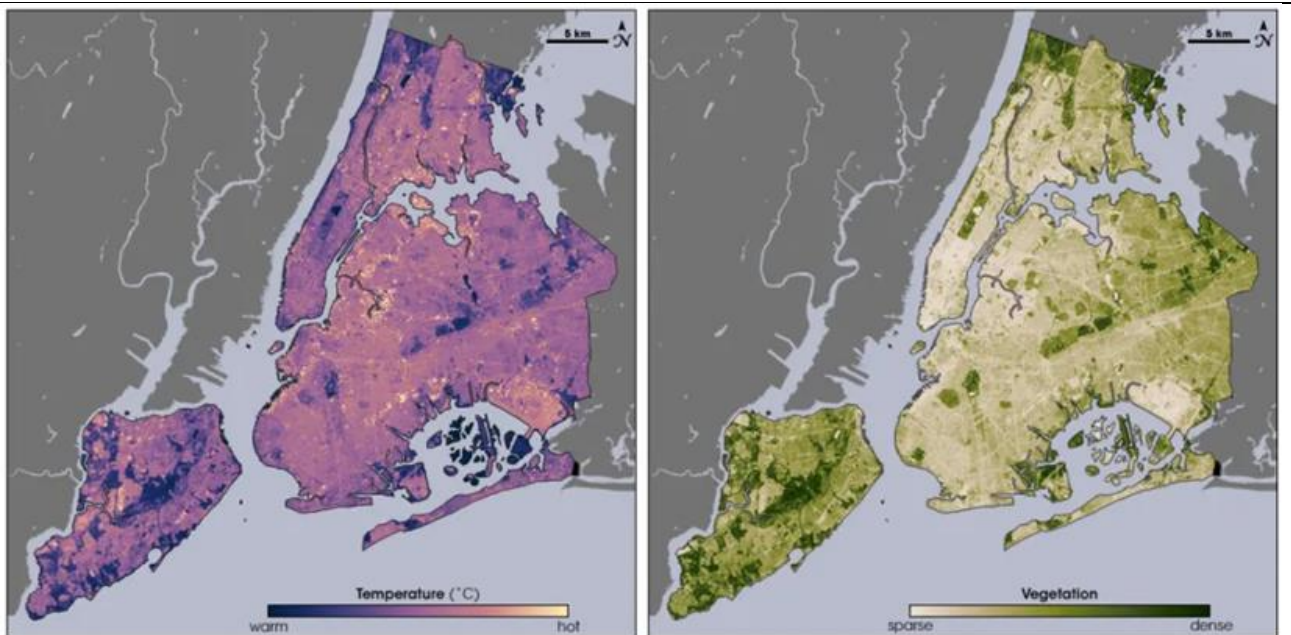 5 km
N
Temperature (°C)
warm hot
5 km
N
Vegetation
sparse dense